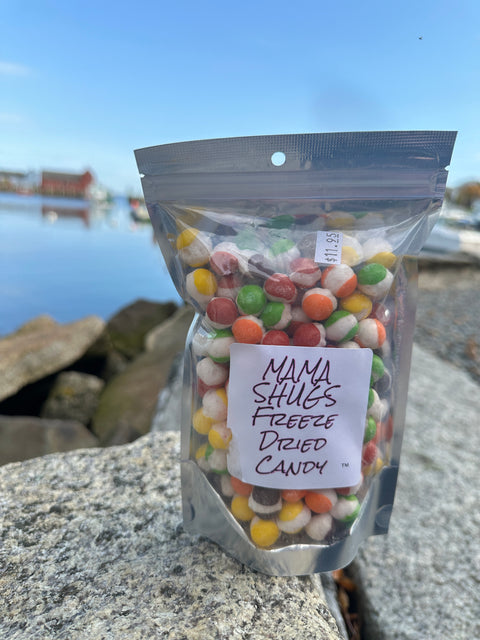 $11.95
MAMA
SHUGS
FREEZE
DRIED
CANDY ™